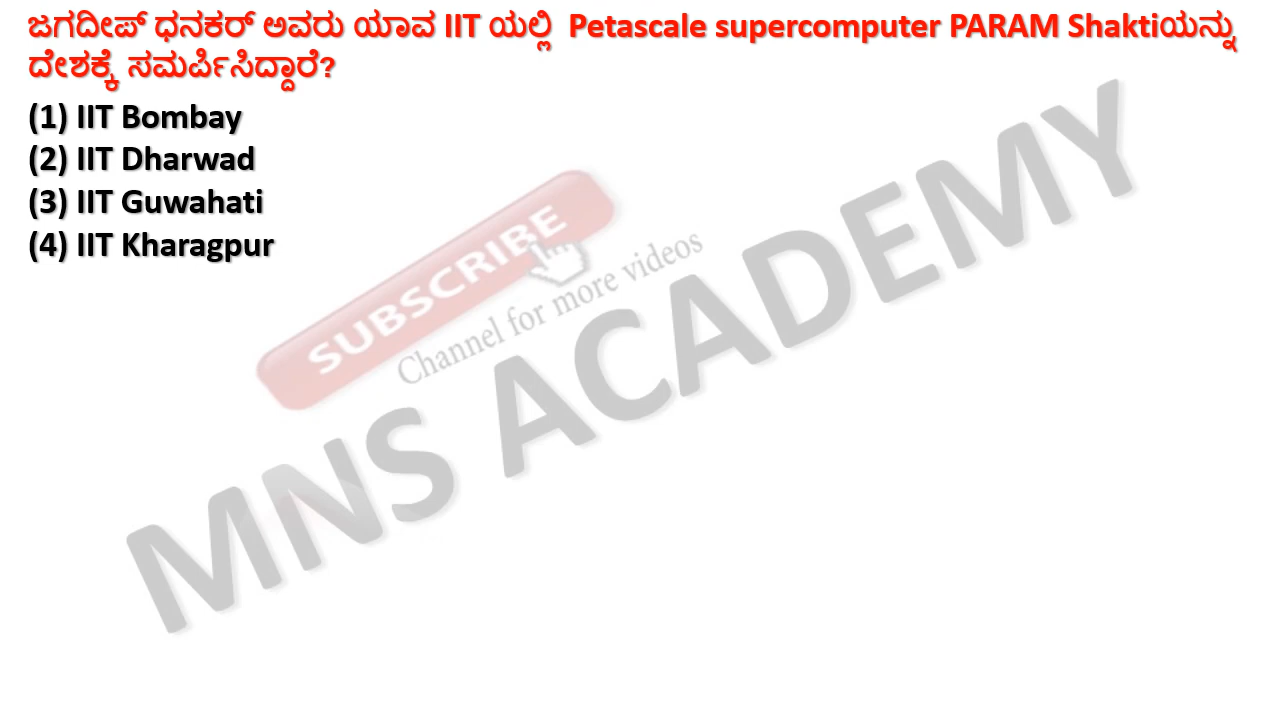 ಜಗದೀಪ್ ಧನಕರ್ ಅವರು ಯಾವ IIT ಯಲ್ಲಿ Petascale supercomputer PARAM Shaktiಯನ್ನು
ದೇಶಕ್ಕೆ ಸಮರ್ಪಿಸಿದ್ದಾರೆ?
(1) IIT Bombay
(2) IIT Dharwad
(3) IIT Guwahati
(4) IIT Kharagpur
SUBSCRIBE
Channel for more videos
MNS ACADEMY